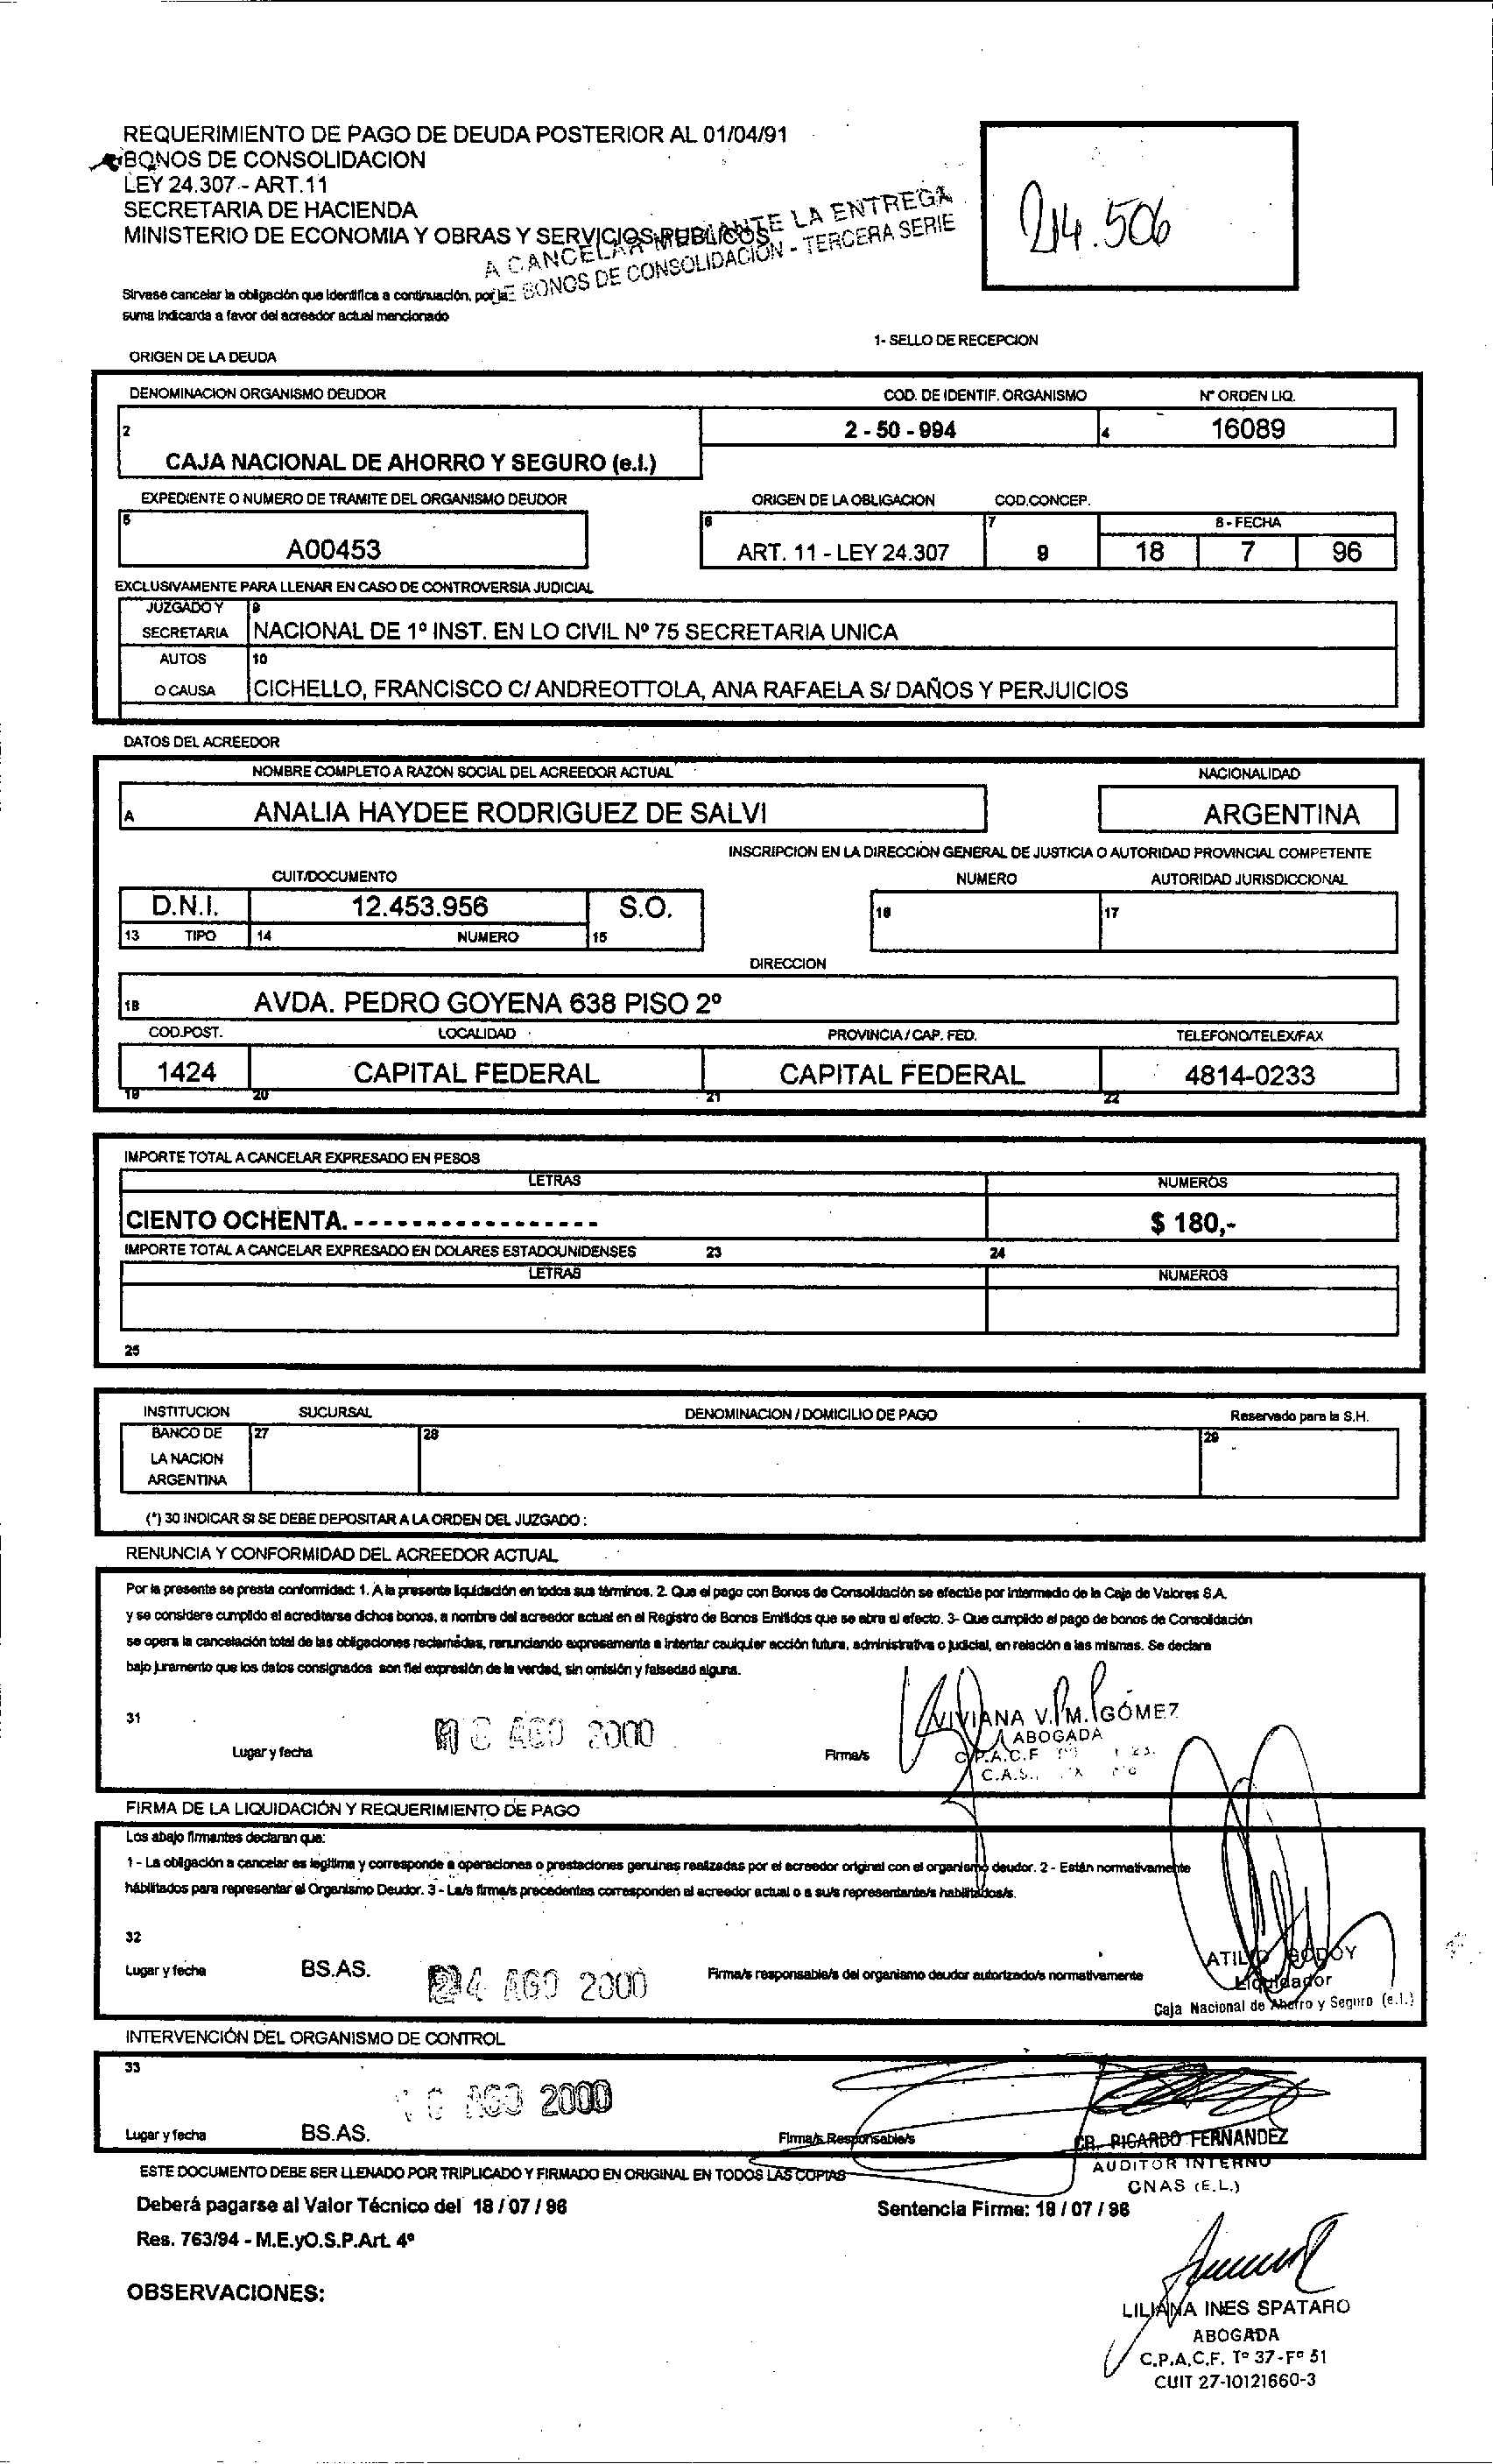 REQUERIMIENTO DE PAGO DE DEUDA POSTERIOR AL 01/04/91
BONOS DE CONSOLIDACION
LEY 24.307 - ART.11
SECRETARIA DE HACIENDA
MINISTERIO DE ECONOMIA Y OBRAS Y SERVICIOS PUBLICOS
A CANCELAR MEDIANTE LA ENTREGA
DE BONOS DE CONSOLIDACION - TERCERA SERIE
214.506
Sirvase cancelar la obligación que identifica a continuación, por la
suma indicarda a favor del acreedor actual mencionado
1- SELLO DE RECEPCION
ORIGEN DE LA DEUDA
DENOMINACION ORGANISMO DEUDOR COD. DE IDENTIF. ORGANISMO Nº ORDEN LIQ.
2 2 - 50 - 994 4 16089
CAJA NACIONAL DE AHORRO Y SEGURO (e.l.)
EXPEDIENTE O NUMERO DE TRAMITE DEL ORGANISMO DEUDOR ORIGEN DE LA OBLIGACION COD.CONCEP.
5 6 7 8 - FECHA
A00453 ART. 11 - LEY 24.307 9 18 7 96
EXCLUSIVAMENTE PARA LLENAR EN CASO DE CONTROVERSIA JUDICIAL
JUZGADO Y 9
SECRETARIA NACIONAL DE 1º INST. EN LO CIVIL Nº 75 SECRETARIA UNICA
AUTOS 10
O CAUSA CICHELLO, FRANCISCO C/ ANDREOTTOLA, ANA RAFAELA S/ DAÑOS Y PERJUICIOS
DATOS DEL ACREEDOR
NOMBRE COMPLETO A RAZON SOCIAL DEL ACREEDOR ACTUAL NACIONALIDAD
A ANALIA HAYDEE RODRIGUEZ DE SALVI ARGENTINA
INSCRIPCION EN LA DIRECCION GENERAL DE JUSTICIA O AUTORIDAD PROVINCIAL COMPETENTE
CUIT/DOCUMENTO NUMERO AUTORIDAD JURISDICCIONAL
D.N.I. 12.453.956 S.O. 16 17
13 TIPO 14 NUMERO 15
DIRECCION
18 AVDA. PEDRO GOYENA 638 PISO 2º
COD.POST. LOCALIDAD PROVINCIA / CAP. FED. TELEFONO/TELEX/FAX
1424 CAPITAL FEDERAL CAPITAL FEDERAL 4814-0233
19 20 21 22
IMPORTE TOTAL A CANCELAR EXPRESADO EN PESOS
LETRAS NUMEROS
CIENTO OCHENTA. - - - - - - - - - - - - - - - - - $ 180,-
IMPORTE TOTAL A CANCELAR EXPRESADO EN DOLARES ESTADOUNIDENSES 23 24
LETRAS NUMEROS
25
INSTITUCION SUCURSAL DENOMINACION / DOMICILIO DE PAGO Reservado para la S.H.
BANCO DE 27 28 29
LA NACION
ARGENTINA
(*) 30 INDICAR SI SE DEBE DEPOSITAR A LA ORDEN DEL JUZGADO :
RENUNCIA Y CONFORMIDAD DEL ACREEDOR ACTUAL
Por la presente se presta conformidad: 1. A la presente liquidación en todos sus términos. 2. Que el pago con Bonos de Consoldación se efectúe por intermedio de la Caja de Valores S.A.
y se considere cumplido el acreditarse dichos bonos, a nombre del acreedor actual en el Registro de Bonos Emitidos que se abra al efecto. 3- Que cumplido el pago de bonos de Consolidación
se opera la cancelación total de las obligaciones reclamadas, renunciando expresamente a intentar caulquier acción futura, administrativa o judicial, en relación a las mismas. Se declara
bajo juramento que los datos consignados son fiel expresión de la verdad, sin omisión y falsedad alguna.
31
AGO 2000
Lugar y fecha Firma/s
VIVIANA V. M. GÓMEZ
ABOGADA
C.P.A.C.F.
FIRMA DE LA LIQUIDACIÓN Y REQUERIMIENTO DE PAGO
Los abajo firmantes declaran que:
1 - La obligación a cancelar es legítima y corresponde a operaciones o prestaciones genuinas realizadas por el acreedor original con el organismo deudor. 2 - Están normativamente
hábilitados para representar el Organismo Deudor. 3 - La/s firma/s precedentes corresponden al acreedor actual o a su/s representante/s habilitado/s.
32
Lugar y fecha BS.AS. 24 AGO 2000 Firma/s responsable/s del organismo deudor autorizado/s normativamente
ATILIO GODOY
Liquidador
Caja Nacional de Ahorro y Seguro (e.l.)
INTERVENCIÓN DEL ORGANISMO DE CONTROL
33
AGO 2000
Lugar y fecha BS.AS. Firma/s Responsable/s
CR. RICARDO FERNANDEZ
AUDITOR INTERNO
CNAS (E.L.)
ESTE DOCUMENTO DEBE SER LLENADO POR TRIPLICADO Y FIRMADO EN ORIGINAL EN TODOS LAS COPIAS
Deberá pagarse al Valor Técnico del 18 / 07 / 96 Sentencia Firme: 18 / 07 / 96
Res. 763/94 - M.E.yO.S.P.Art. 4º
OBSERVACIONES:
LILIANA INES SPATARO
ABOGADA
C.P.A.C.F. Tº 37-Fº 51
CUIT 27-10121660-3